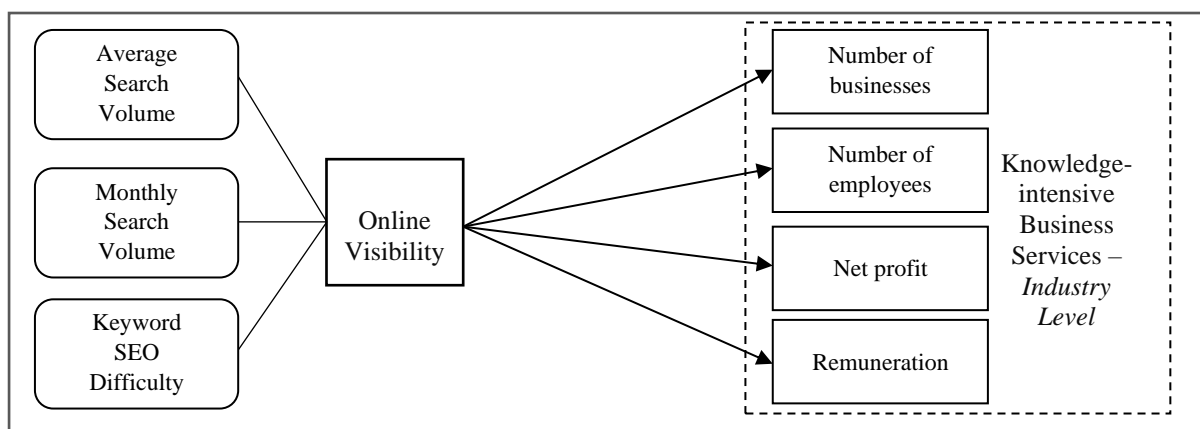 Average
Search
Volume
Monthly
Search
Volume
Keyword
SEO
Difficulty
Online
Visibility
Number of
businesses
Number of
employees
Net profit
Remuneration
Knowledge-
intensive
Business
Services –
Industry
Level